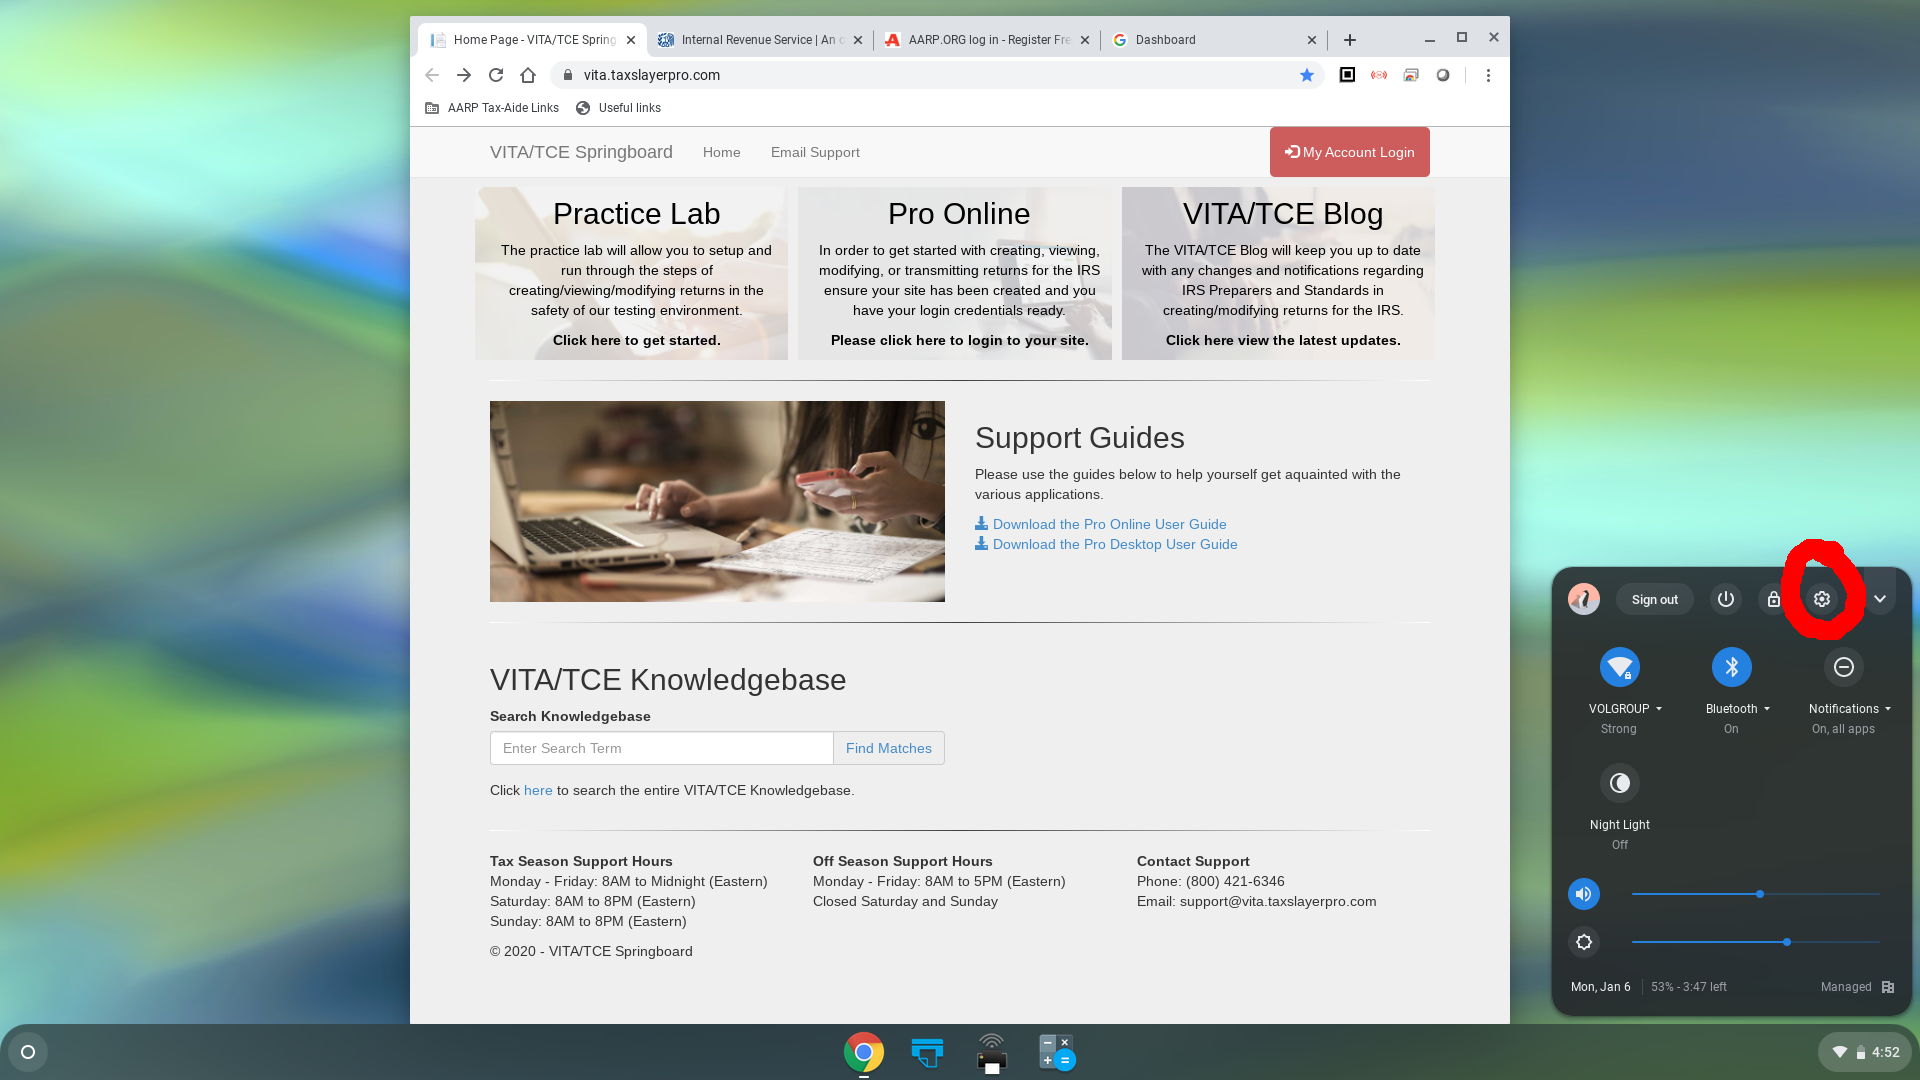 Home Page - VITA/TCE Spring
Internal Revenue Service | An o
AARP.ORG log in - Register Fre
Dashboard
vita.taxslayerpro.com
AARP Tax-Aide Links
Useful links
VITA/TCE Springboard
Home
Email Support
My Account Login
Practice Lab
The practice lab will allow you to setup and
run through the steps of
creating/viewing/modifying returns in the
safety of our testing environment.
Click here to get started.
Pro Online
In order to get started with creating, viewing,
modifying, or transmitting returns for the IRS
ensure your site has been created and you
have your login credentials ready.
Please click here to login to your site.
VITA/TCE Blog
The VITA/TCE Blog will keep you up to date
with any changes and notifications regarding
IRS Preparers and Standards in
creating/modifying returns for the IRS.
Click here view the latest updates.
Support Guides
Please use the guides below to help yourself get aquainted with the
various applications.
Download the Pro Online User Guide
Download the Pro Desktop User Guide
VITA/TCE Knowledgebase
Search Knowledgebase
Enter Search Term
Find Matches
Click here to search the entire VITA/TCE Knowledgebase.
Tax Season Support Hours
Monday - Friday: 8AM to Midnight (Eastern)
Saturday: 8AM to 8PM (Eastern)
Sunday: 8AM to 8PM (Eastern)
Off Season Support Hours
Monday - Friday: 8AM to 5PM (Eastern)
Closed Saturday and Sunday
Contact Support
Phone: (800) 421-6346
Email: support@vita.taxslayerpro.com
© 2020 - VITA/TCE Springboard
Sign out
VOLGROUP
Strong
Bluetooth
On
Notifications
On, all apps
Night Light
Off
Mon, Jan 6
53% - 3:47 left
Managed
4:52